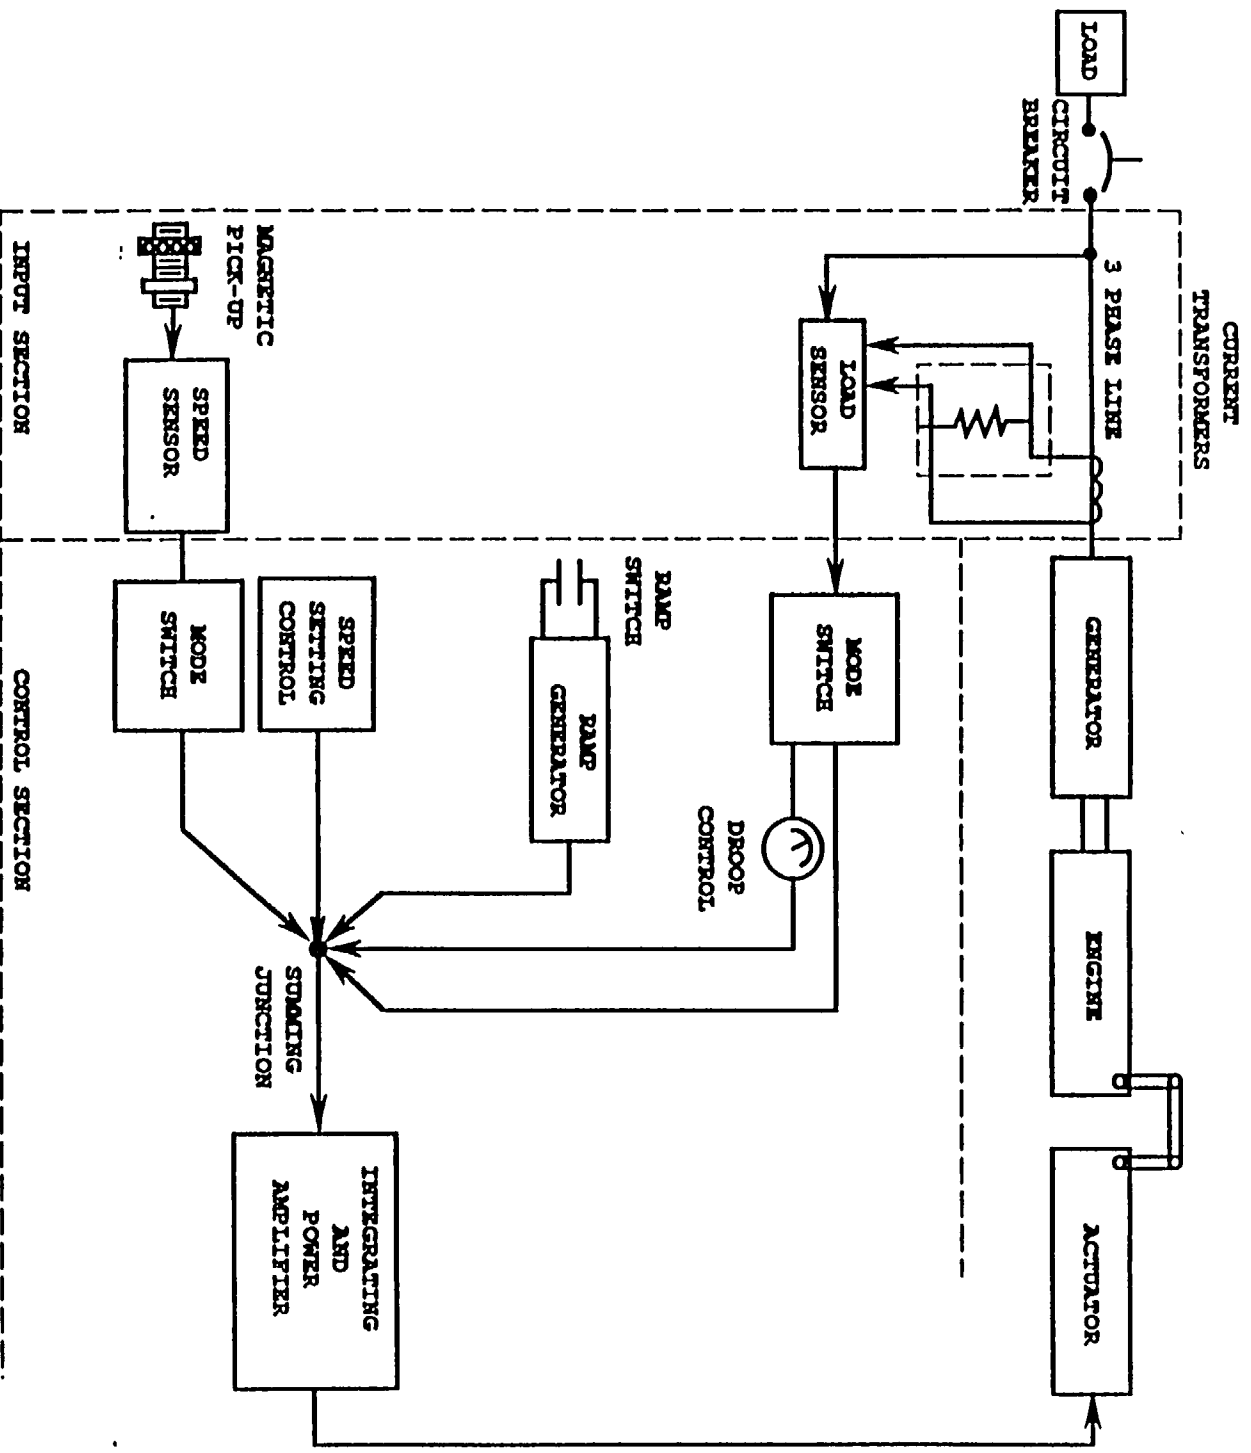 CURRENT
TRANSFORMERS
LOAD
CIRCUIT
BREAKER
3 PHASE LINE
GENERATOR
ENGINE
ACTUATOR
LOAD
SENSOR
MODE
SWITCH
DROOP
CONTROL
RAMP
SWITCH
RAMP
GENERATOR
SPEED
SETTING
CONTROL
SUMMING
JUNCTION
INTEGRATING
AND
POWER
AMPLIFIER
MAGNETIC
PICK-UP
SPEED
SENSOR
MODE
SWITCH
INPUT SECTION
CONTROL SECTION